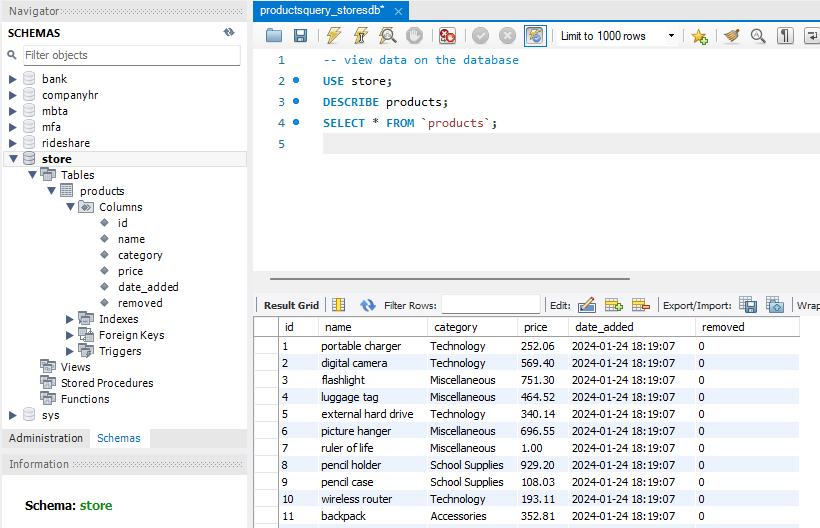 Navigator
SCHEMAS
Filter objects
bank
companyhr
mbta
mfa
rideshare
store
Tables
products
Columns
id
name
category
price
date_added
removed
Indexes
Foreign Keys
Triggers
Views
Stored Procedures
Functions
sys
Administration Schemas
Information
Schema: store
productsquery_storesdb*
Limit to 1000 rows
1 -- view data on the database
2 USE store;
3 DESCRIBE products;
4 SELECT * FROM `products`;
5
Result Grid Filter Rows: Edit: Export/Import: Wrap
id name category price date_added removed
1 portable charger Technology 252.06 2024-01-24 18:19:07 0
2 digital camera Technology 569.40 2024-01-24 18:19:07 0
3 flashlight Miscellaneous 751.30 2024-01-24 18:19:07 0
4 luggage tag Miscellaneous 464.52 2024-01-24 18:19:07 0
5 external hard drive Technology 340.14 2024-01-24 18:19:07 0
6 picture hanger Miscellaneous 696.55 2024-01-24 18:19:07 0
7 ruler of life Miscellaneous 1.00 2024-01-24 18:19:07 0
8 pencil holder School Supplies 929.20 2024-01-24 18:19:07 0
9 pencil case School Supplies 108.03 2024-01-24 18:19:07 0
10 wireless router Technology 193.11 2024-01-24 18:19:07 0
11 backpack Accessories 352.81 2024-01-24 18:19:07 0